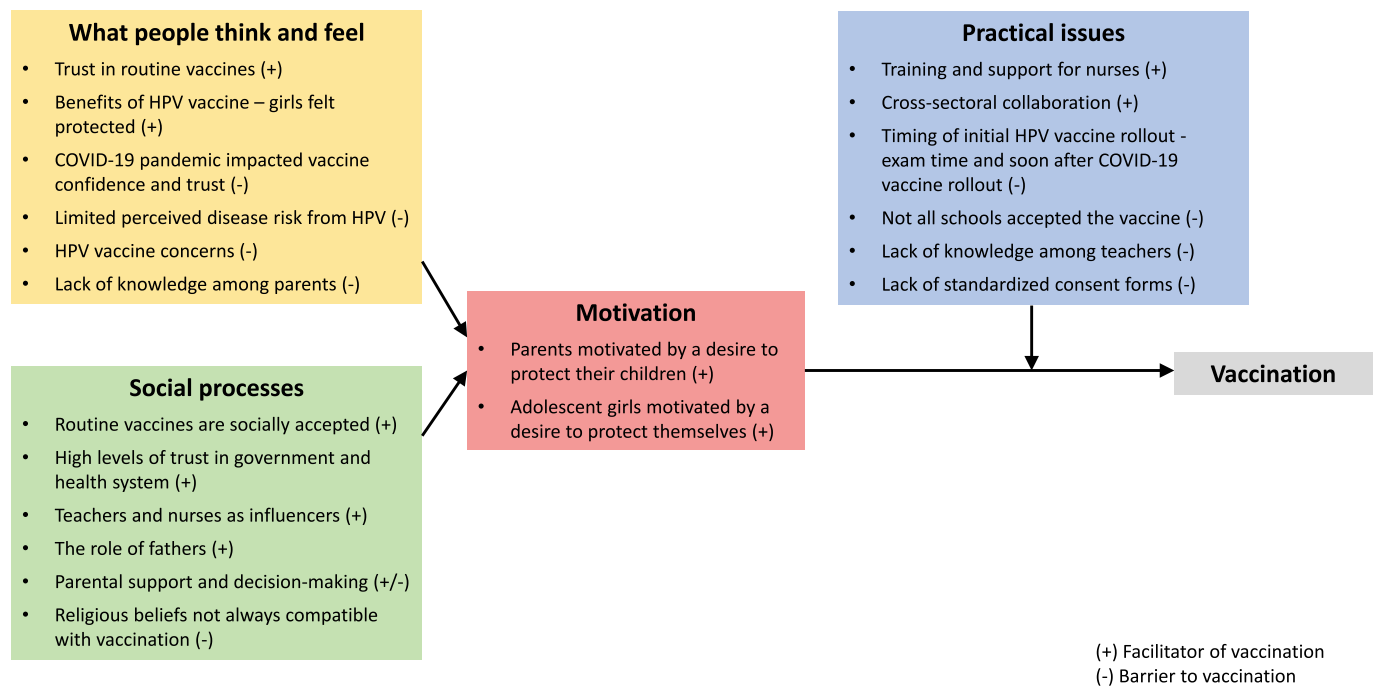 What people think and feel
• Trust in routine vaccines (+)
• Benefits of HPV vaccine – girls felt
protected (+)
• COVID-19 pandemic impacted vaccine
confidence and trust (-)
• Limited perceived disease risk from HPV (-)
• HPV vaccine concerns (-)
• Lack of knowledge among parents (-)
Social processes
• Routine vaccines are socially accepted (+)
• High levels of trust in government and
health system (+)
• Teachers and nurses as influencers (+)
• The role of fathers (+)
• Parental support and decision-making (+/-)
• Religious beliefs not always compatible
with vaccination (-)
Motivation
• Parents motivated by a desire to
protect their children (+)
• Adolescent girls motivated by a
desire to protect themselves (+)
Practical issues
• Training and support for nurses (+)
• Cross-sectoral collaboration (+)
• Timing of initial HPV vaccine rollout -
exam time and soon after COVID-19
vaccine rollout (-)
• Not all schools accepted the vaccine (-)
• Lack of knowledge among teachers (-)
• Lack of standardized consent forms (-)
Vaccination
(+) Facilitator of vaccination
(-) Barrier to vaccination